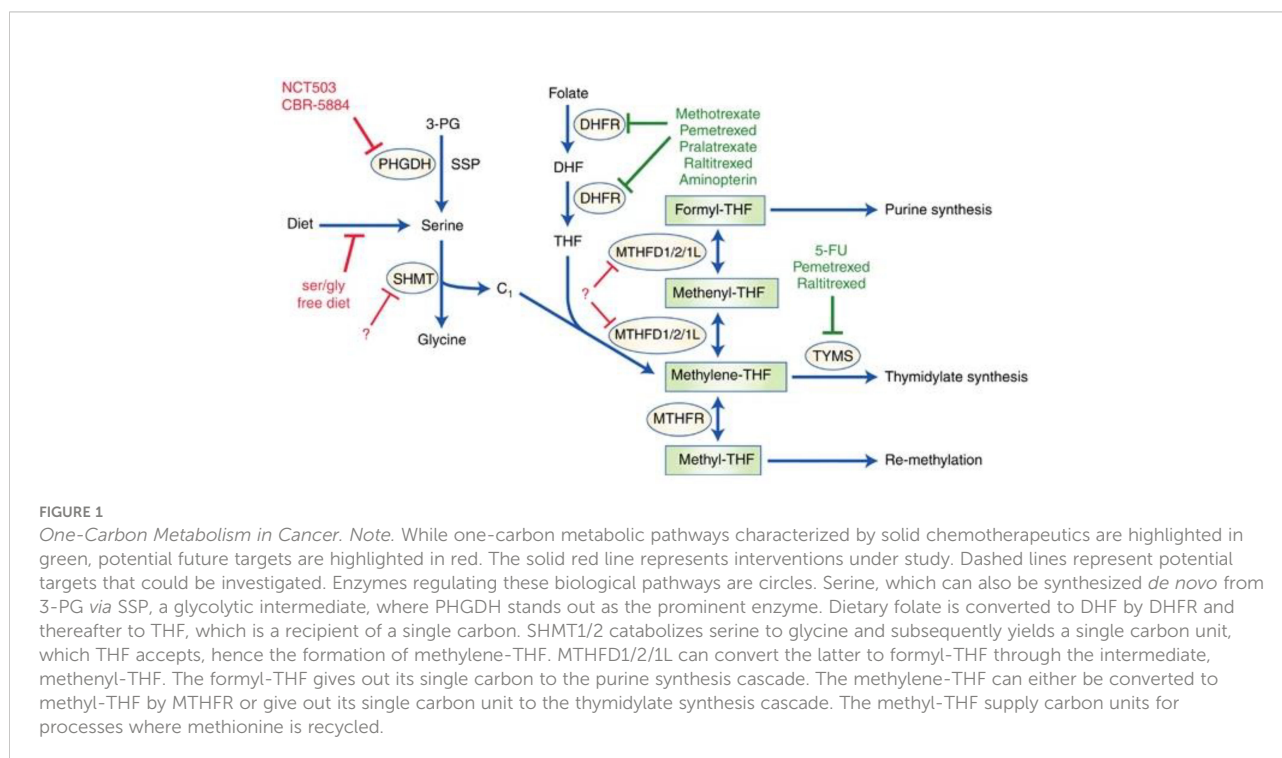 NCT503
CBR-5884
3-PG
PHGDH
SSP
Diet
Serine
ser/gly
free diet
SHMT
?
C1
Glycine
Folate
DHFR
DHF
DHFR
THF
Methotrexate
Pemetrexed
Pralatrexate
Raltitrexed
Aminopterin
Formyl-THF
Purine synthesis
MTHFD1/2/1L
?
Methenyl-THF
MTHFD1/2/1L
5-FU
Pemetrexed
Raltitrexed
TYMS
Methylene-THF
Thymidylate synthesis
MTHFR
Methyl-THF
Re-methylation
FIGURE 1
One-Carbon Metabolism in Cancer. Note. While one-carbon metabolic pathways characterized by solid chemotherapeutics are highlighted in
green, potential future targets are highlighted in red. The solid red line represents interventions under study. Dashed lines represent potential
targets that could be investigated. Enzymes regulating these biological pathways are circles. Serine, which can also be synthesized de novo from
3-PG via SSP, a glycolytic intermediate, where PHGDH stands out as the prominent enzyme. Dietary folate is converted to DHF by DHFR and
thereafter to THF, which is a recipient of a single carbon. SHMT1/2 catabolizes serine to glycine and subsequently yields a single carbon unit,
which THF accepts, hence the formation of methylene-THF. MTHFD1/2/1L can convert the latter to formyl-THF through the intermediate,
methenyl-THF. The formyl-THF gives out its single carbon to the purine synthesis cascade. The methylene-THF can either be converted to
methyl-THF by MTHFR or give out its single carbon unit to the thymidylate synthesis cascade. The methyl-THF supply carbon units for
processes where methionine is recycled.